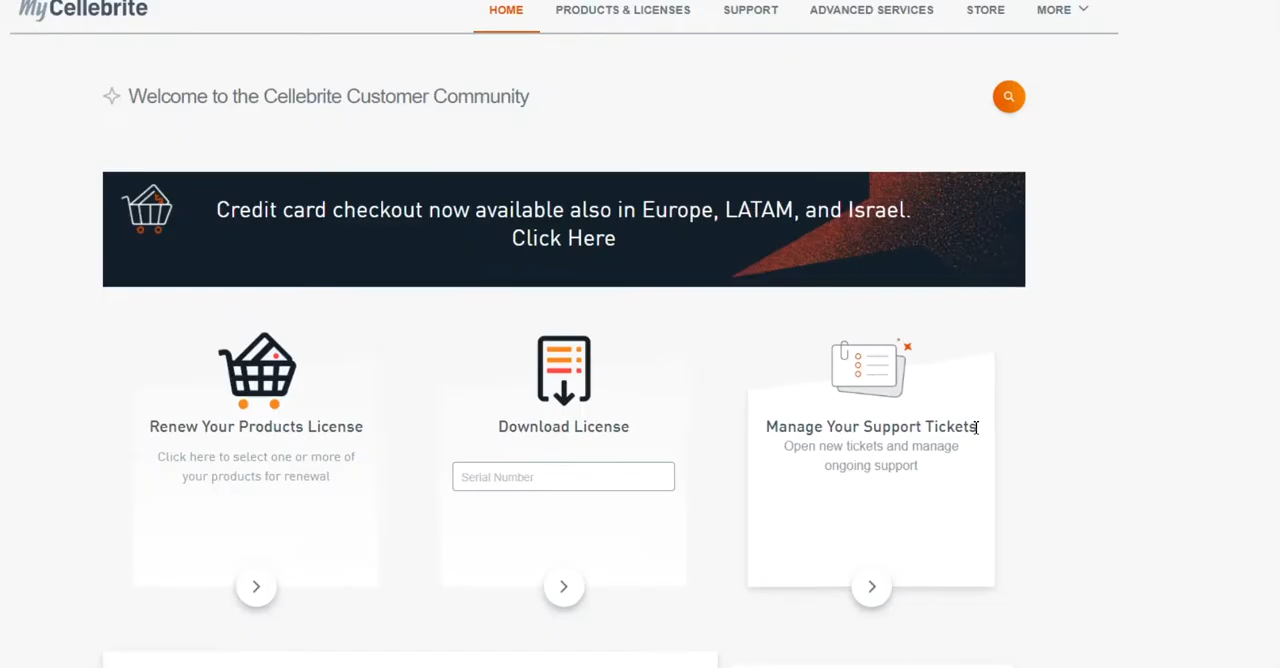 MyCellebrite
HOME PRODUCTS & LICENSES SUPPORT ADVANCED SERVICES STORE MORE
Welcome to the Cellebrite Customer Community
Credit card checkout now available also in Europe, LATAM, and Israel.
Click Here
Renew Your Products License
Click here to select one or more of
your products for renewal
Download License
Serial Number
Manage Your Support Tickets
Open new tickets and manage
ongoing support